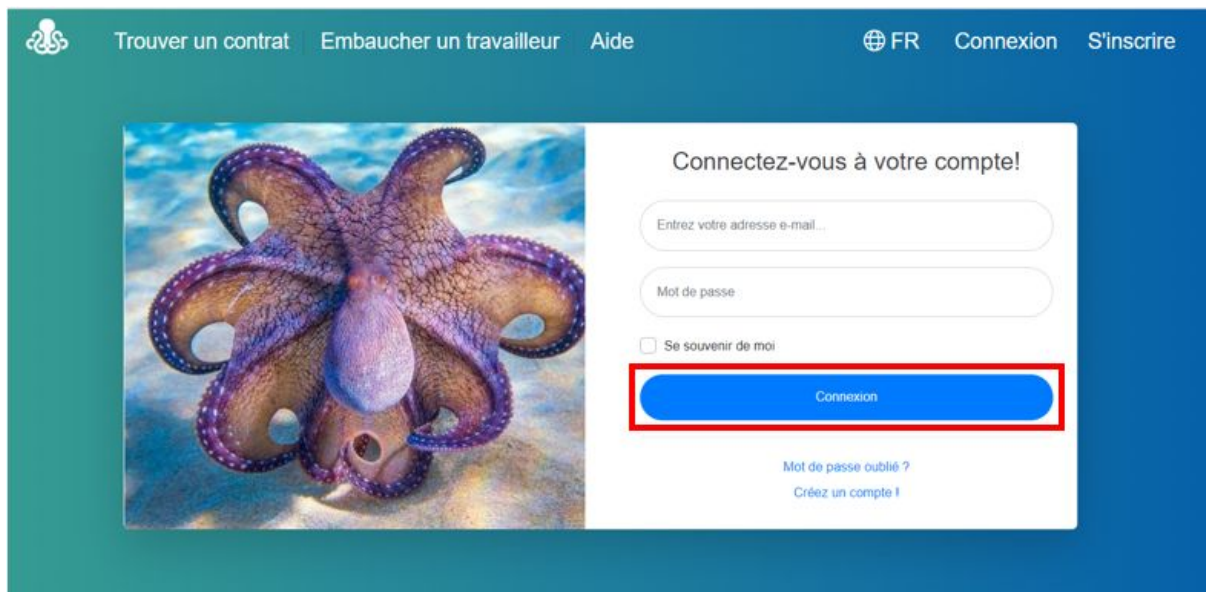 Trouver un contrat Embaucher un travailleur Aide FR Connexion S'inscrire
Connectez-vous à votre compte!
Entrez votre adresse e-mail...
Mot de passe
Se souvenir de moi
Connexion
Mot de passe oublié ?
Créez un compte !